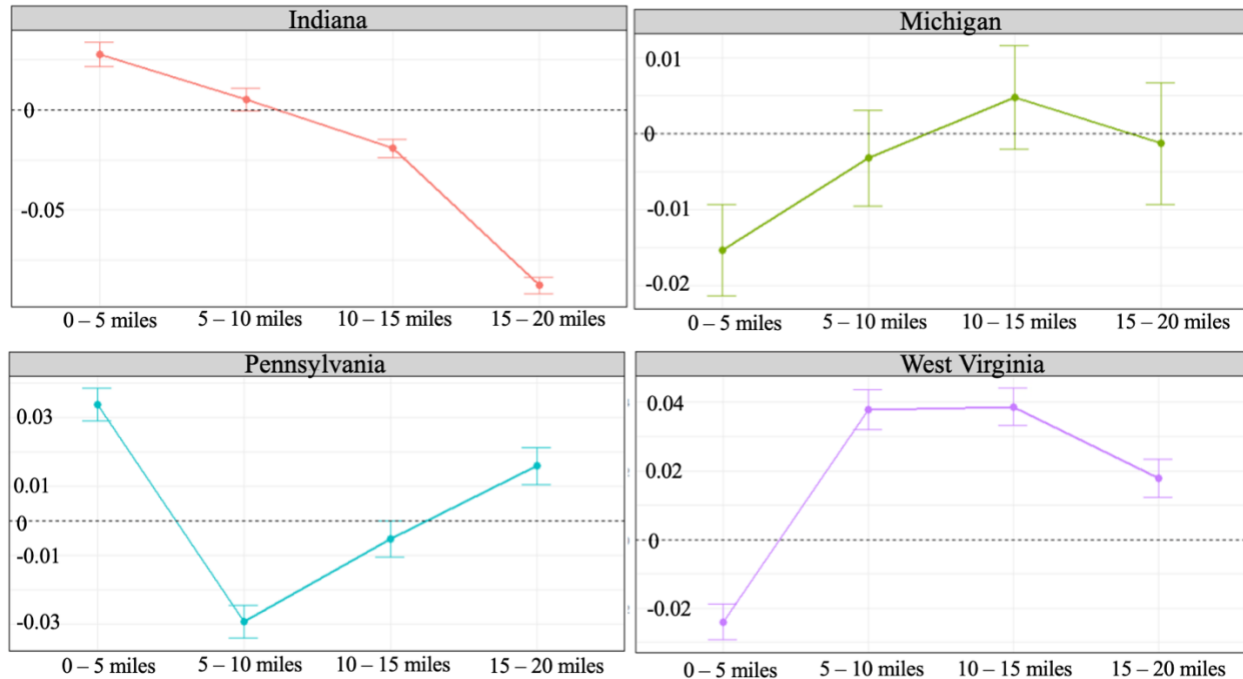 Indiana
0
-0.05
0 – 5 miles 5 – 10 miles 10 – 15 miles 15 – 20 miles
Michigan
0.01
0
-0.01
-0.02
0 – 5 miles 5 – 10 miles 10 – 15 miles 15 – 20 miles
Pennsylvania
0.03
0.01
0
-0.01
-0.03
0 – 5 miles 5 – 10 miles 10 – 15 miles 15 – 20 miles
West Virginia
0.04
0.02
0
-0.02
0 – 5 miles 5 – 10 miles 10 – 15 miles 15 – 20 miles